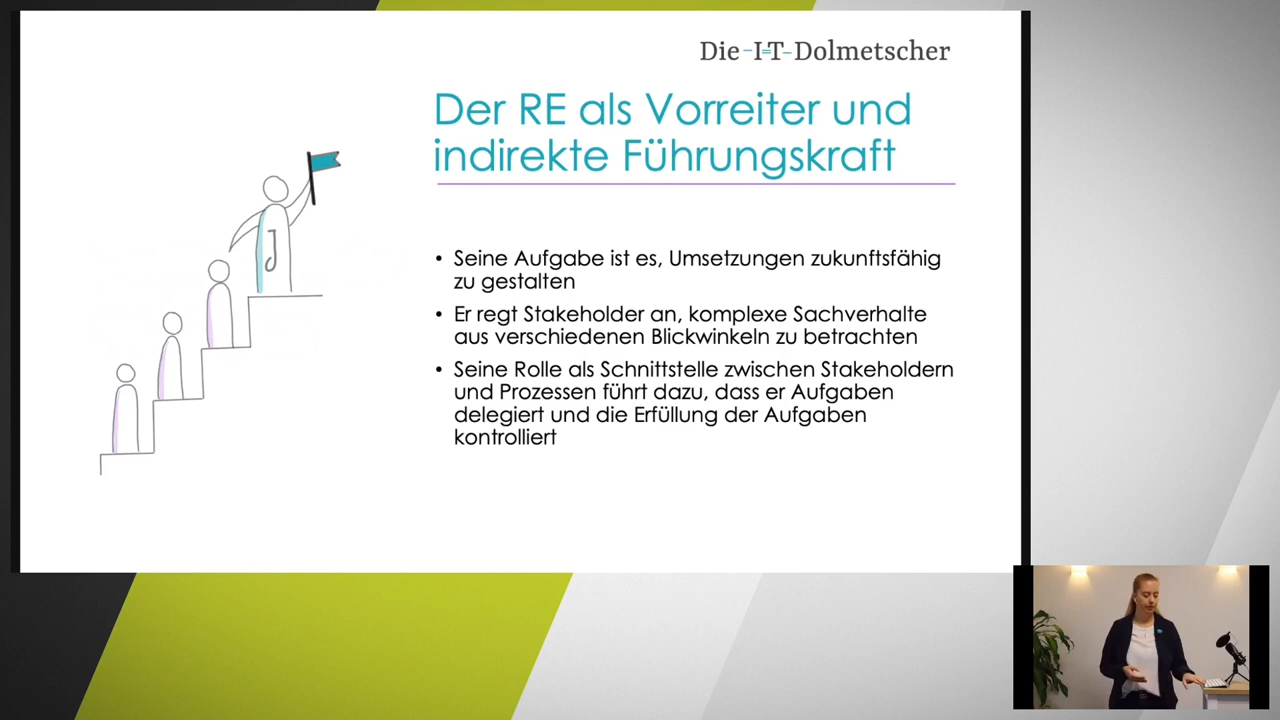 Die-IT-Dolmetscher
Der RE als Vorreiter und
indirekte Führungskraft
• Seine Aufgabe ist es, Umsetzungen zukunftsfähig
zu gestalten
• Er regt Stakeholder an, komplexe Sachverhalte
aus verschiedenen Blickwinkeln zu betrachten
• Seine Rolle als Schnittstelle zwischen Stakeholdern
und Prozessen führt dazu, dass er Aufgaben
delegiert und die Erfüllung der Aufgaben
kontrolliert